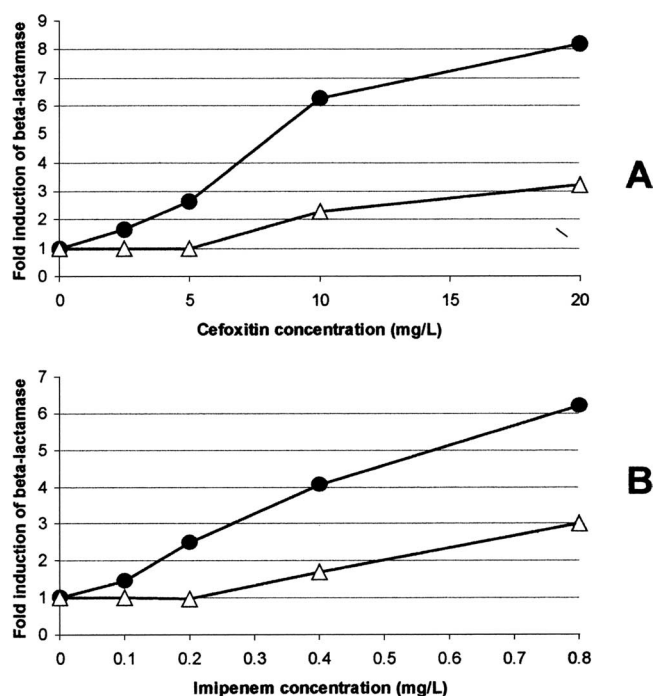 9
8
7
6
5
4
3
2
1
0
Fold induction of beta-lactamase
0 5 10 15 20
Cefoxitin concentration (mg/L)
A
7
6
5
4
3
2
1
0
Fold induction of beta-lactamase
0 0.1 0.2 0.3 0.4 0.5 0.6 0.7 0.8
Imipenem concentration (mg/L)
B